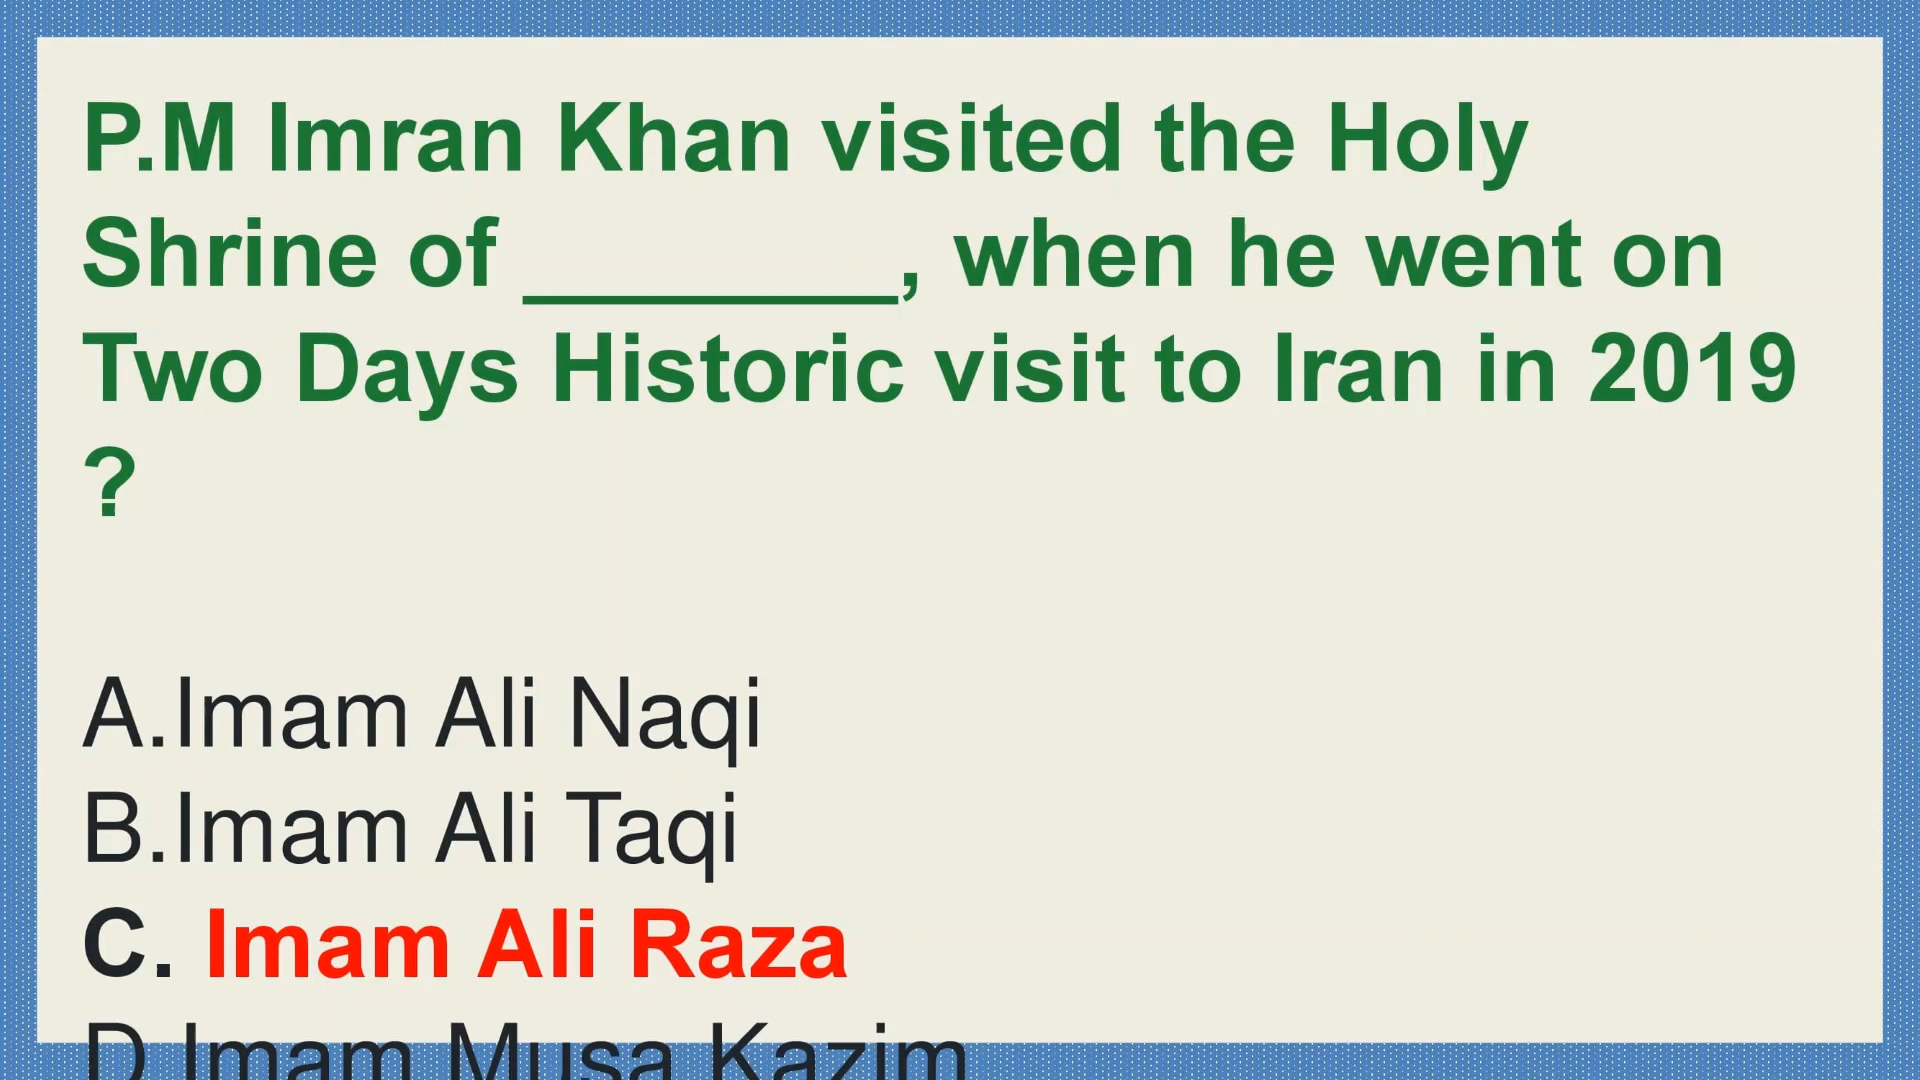 P.M Imran Khan visited the Holy
Shrine of _______, when he went on
Two Days Historic visit to Iran in 2019
?
A.Imam Ali Naqi
B.Imam Ali Taqi
C. Imam Ali Raza
D.Imam Musa Kazim